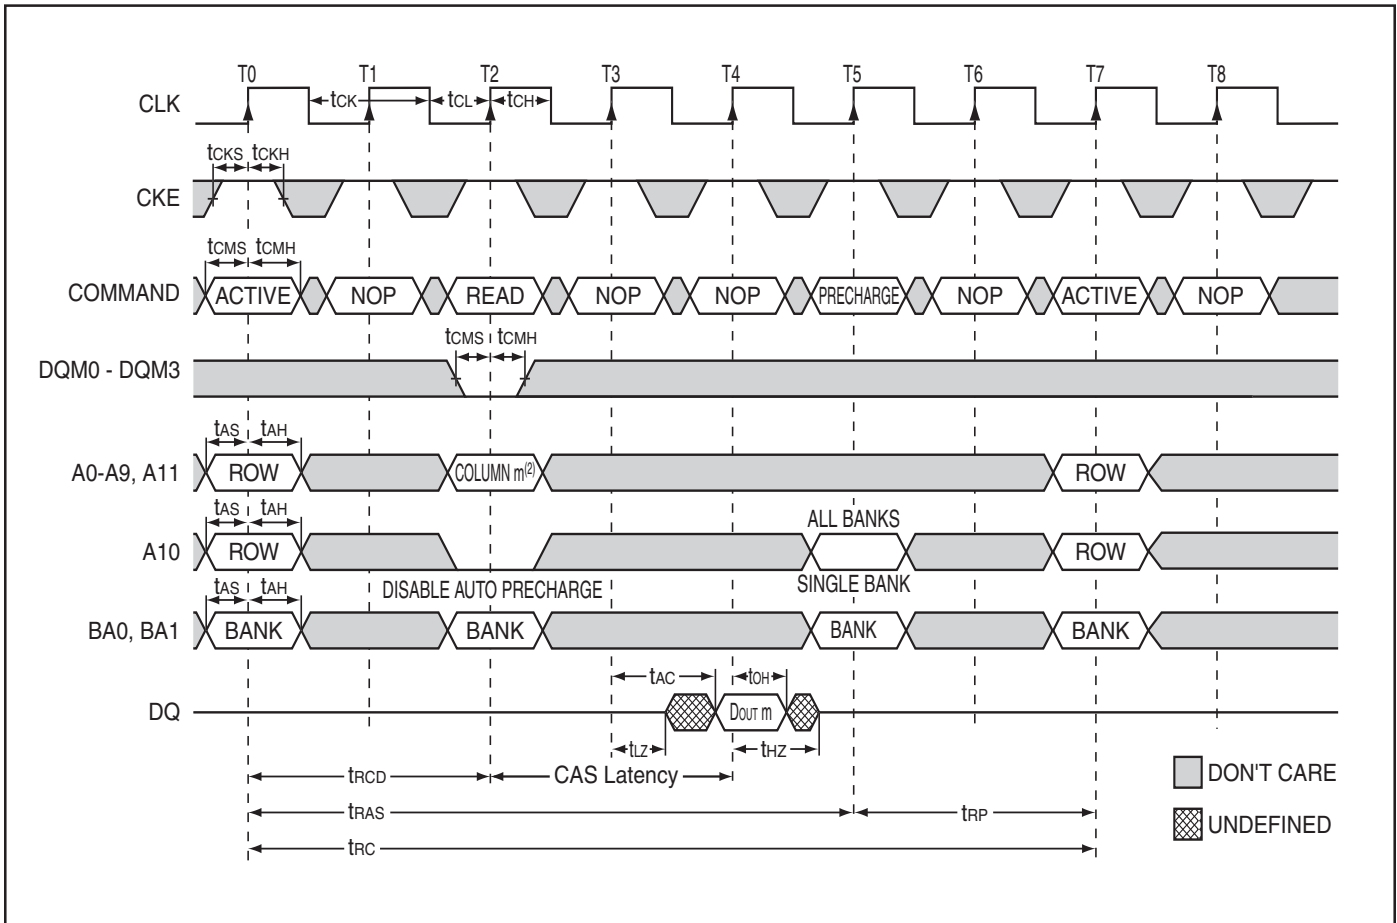 T0 T1 T2 T3 T4 T5 T6 T7 T8
CLK tCK tCL tCH
tCKS tCKH
CKE
tCMS tCMH
COMMAND ACTIVE NOP READ NOP NOP PRECHARGE NOP ACTIVE NOP
tCMS tCMH
DQM0 - DQM3
tAS tAH
A0-A9, A11 ROW COLUMN m(2) ROW
tAS tAH ALL BANKS
A10 ROW ROW
DISABLE AUTO PRECHARGE SINGLE BANK
tAS tAH
BA0, BA1 BANK BANK BANK BANK
tAC tOH
DQ DOUT m
tLZ tHZ
tRCD CAS Latency
DON'T CARE
tRAS tRP
UNDEFINED
tRC